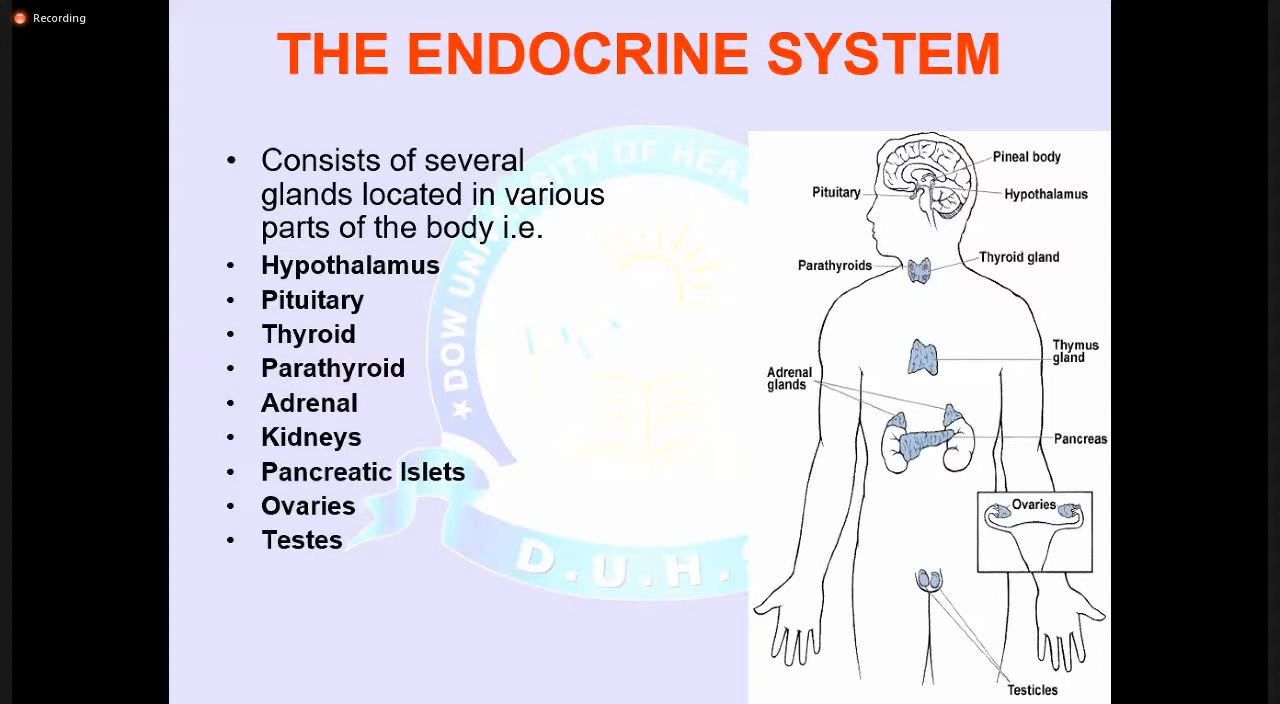 Recording
THE ENDOCRINE SYSTEM
• Consists of several
glands located in various
parts of the body i.e.
• Hypothalamus
• Pituitary
• Thyroid
• Parathyroid
• Adrenal
• Kidneys
• Pancreatic Islets
• Ovaries
• Testes
Pineal body
Pituitary
Hypothalamus
Parathyroids
Thyroid gland
Thymus
gland
Adrenal
glands
Pancreas
Ovaries
Testicles
DOW
OF
D.U.H.